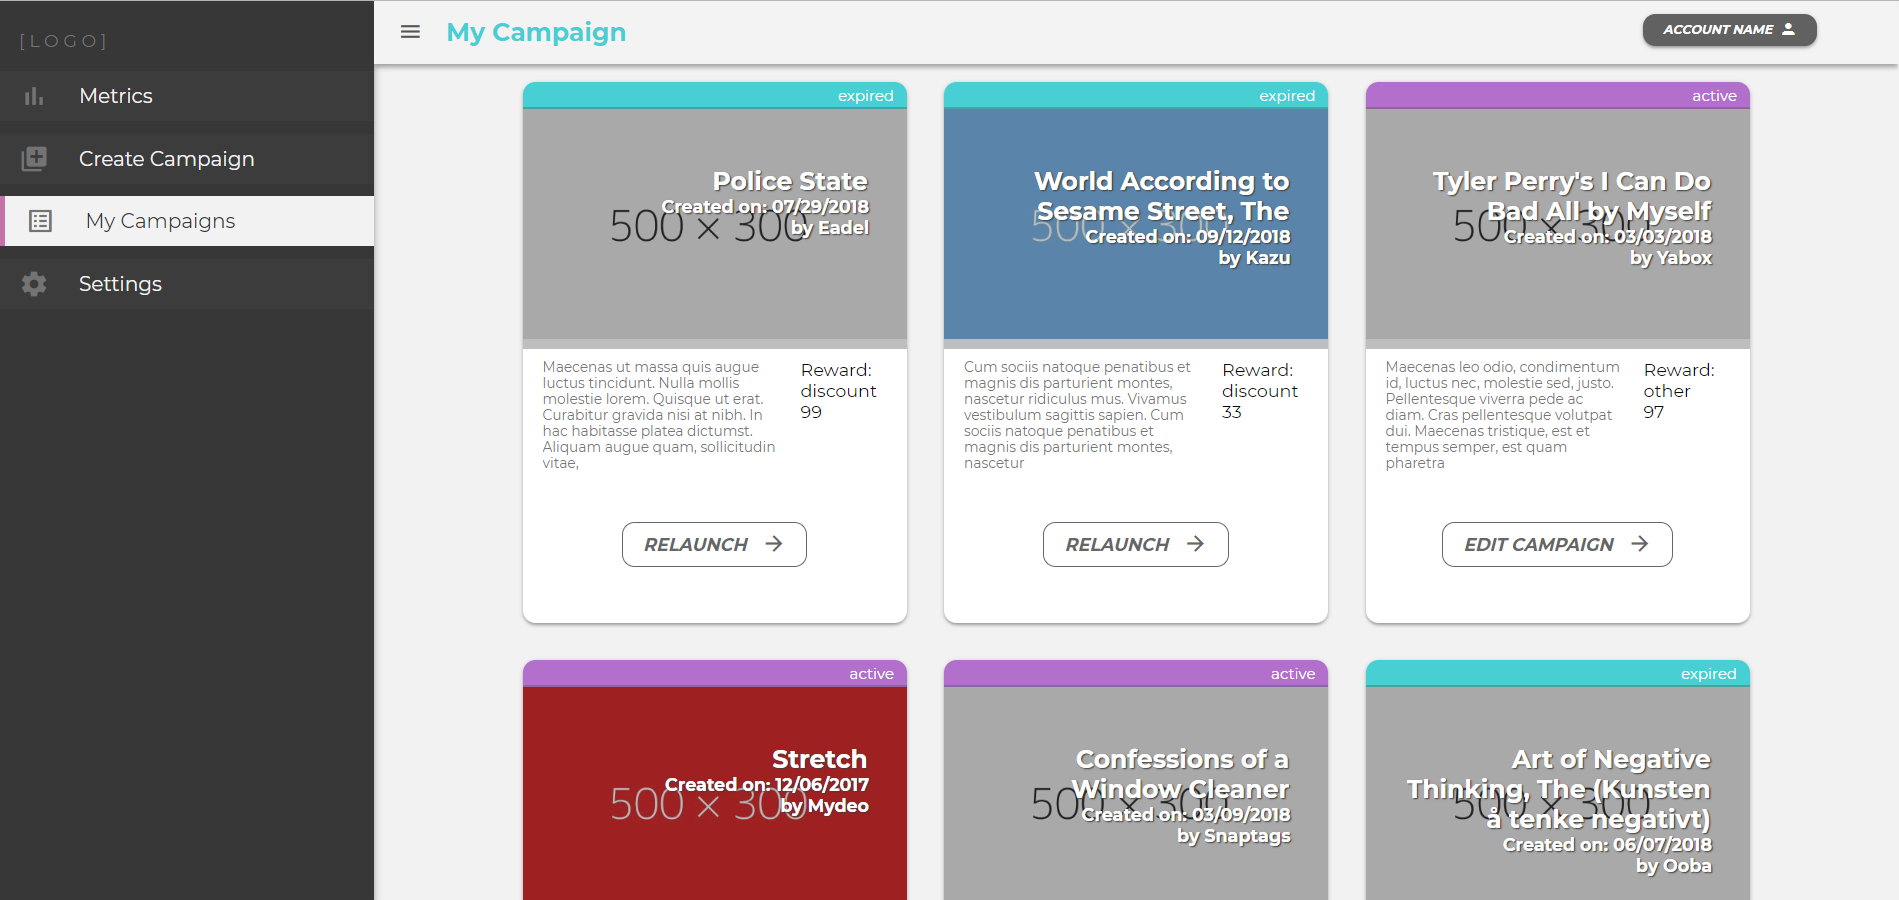 [LOGO]
Metrics
Create Campaign
My Campaigns
Settings
My Campaign
ACCOUNT NAME
expired
500 × 300
Police State
Created on: 07/29/2018
by Eadel
Maecenas ut massa quis augue
luctus tincidunt. Nulla mollis
molestie lorem. Quisque ut erat.
Curabitur gravida nisi at nibh. In
hac habitasse platea dictumst.
Aliquam augue quam, sollicitudin
vitae,
Reward:
discount
99
RELAUNCH
expired
500 × 300
World According to
Sesame Street, The
Created on: 09/12/2018
by Kazu
Cum sociis natoque penatibus et
magnis dis parturient montes,
nascetur ridiculus mus. Vivamus
vestibulum sagittis sapien. Cum
sociis natoque penatibus et
magnis dis parturient montes,
nascetur
Reward:
discount
33
RELAUNCH
active
500 × 300
Tyler Perry's I Can Do
Bad All by Myself
Created on: 03/03/2018
by Yabox
Maecenas leo odio, condimentum
id, luctus nec, molestie sed, justo.
Pellentesque viverra pede ac
diam. Cras pellentesque volutpat
dui. Maecenas tristique, est et
tempus semper, est quam
pharetra
Reward:
other
97
EDIT CAMPAIGN
active
500 × 300
Stretch
Created on: 12/06/2017
by Mydeo
active
500 × 300
Confessions of a
Window Cleaner
Created on: 03/09/2018
by Snaptags
expired
500 × 300
Art of Negative
Thinking, The (Kunsten
å tenke negativt)
Created on: 06/07/2018
by Ooba